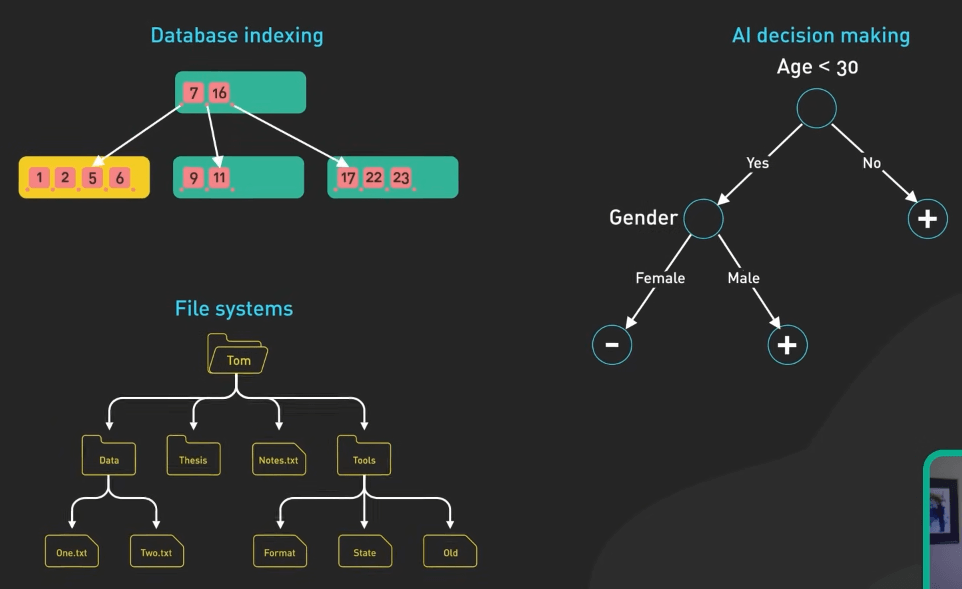 Database indexing
7 16
1 2 5 6
9 11
17 22 23
AI decision making
Age < 30
Yes
No
Gender
+
Female
Male
-
+
File systems
Tom
Data
Thesis
Notes.txt
Tools
One.txt
Two.txt
Format
State
Old